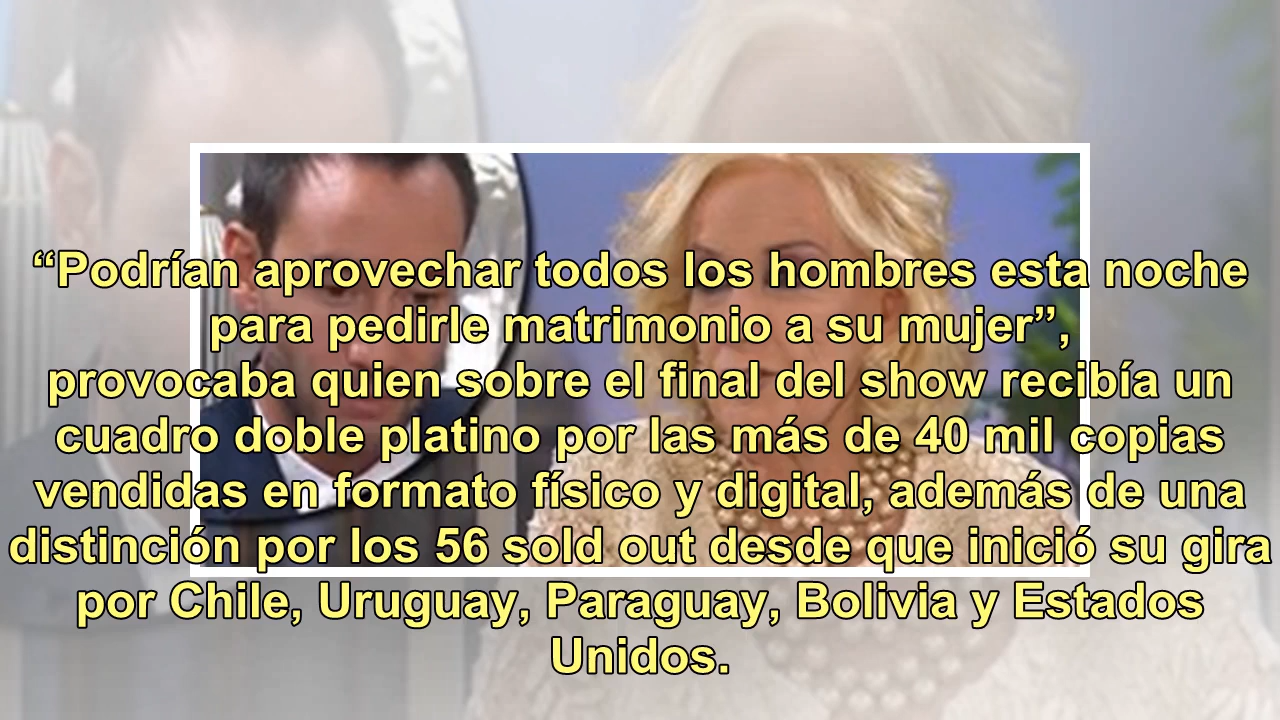 “Podrían aprovechar todos los hombres esta noche
para pedirle matrimonio a su mujer”,
provocaba quien sobre el final del show recibía un
cuadro doble platino por las más de 40 mil copias
vendidas en formato físico y digital, además de una
distinción por los 56 sold out desde que inició su gira
por Chile, Uruguay, Paraguay, Bolivia y Estados
Unidos.